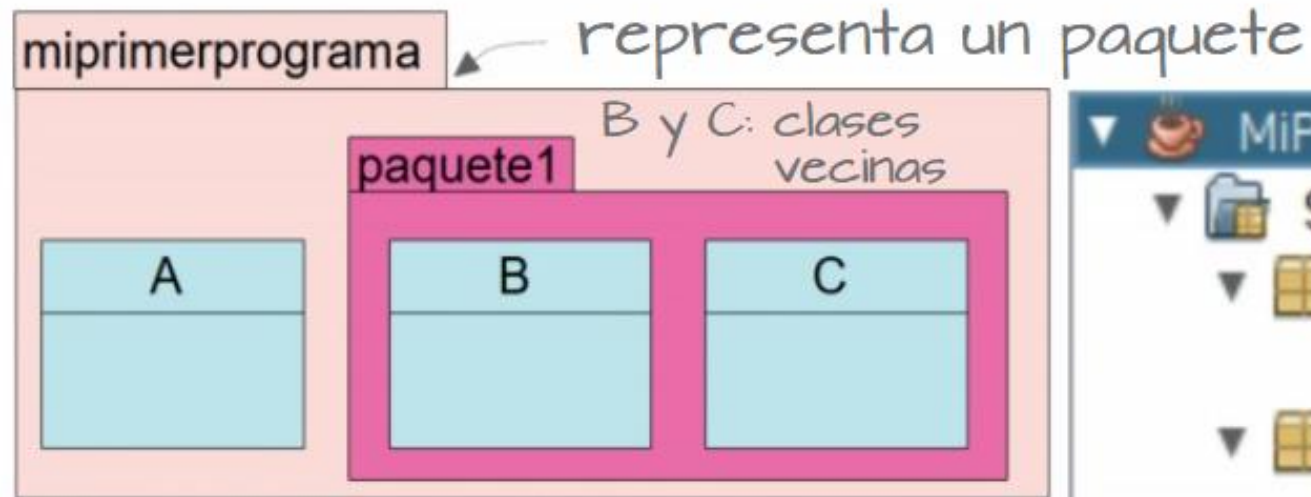 miprimerprograma
representa un paquete
B y C: clases
vecinas
paquete1
A
B
C